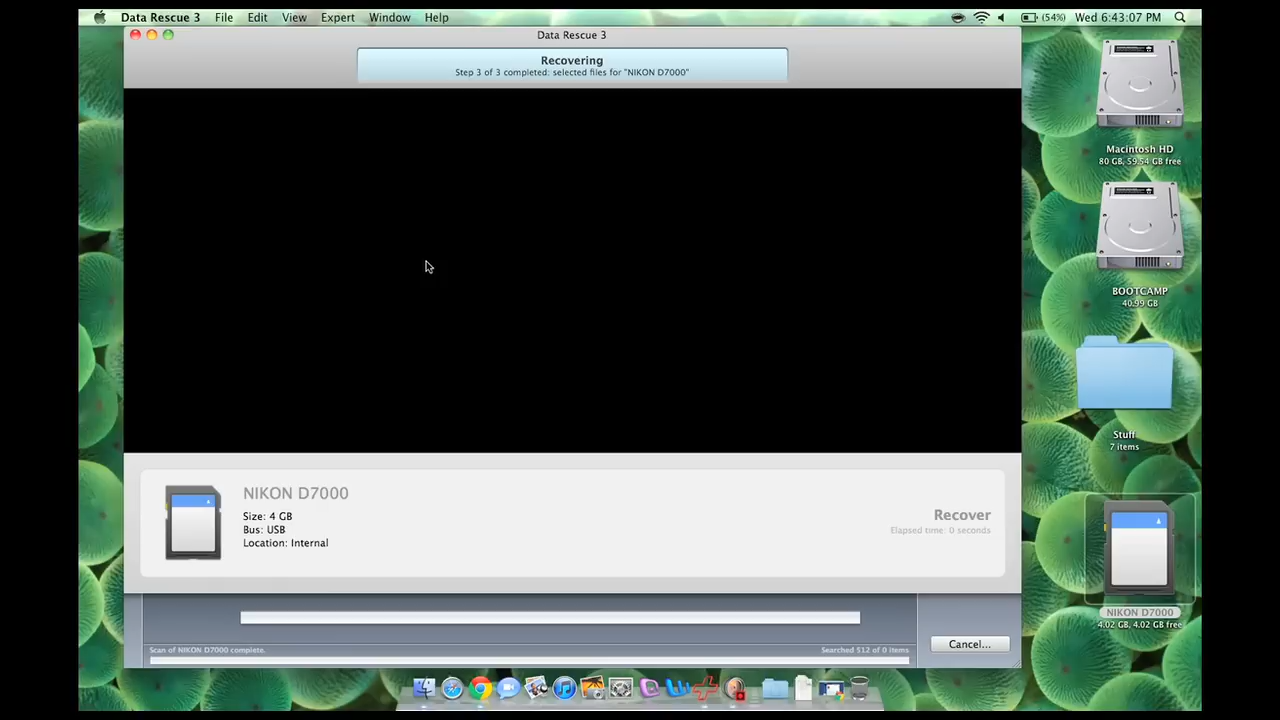 Data Rescue 3 File Edit View Expert Window Help (54%) Wed 6:43:07 PM
Data Rescue 3
Recovering
Step 3 of 3 completed: selected files for "NIKON D7000"
Macintosh HD
80 GB, 59.54 GB free
BOOTCAMP
40.99 GB
Stuff
7 items
NIKON D7000
4.02 GB, 4.02 GB free
NIKON D7000
Size: 4 GB
Bus: USB
Location: Internal
Recover
Elapsed time: 0 seconds
Scan of NIKON D7000 complete. Searched 512 of 0 items
Cancel...